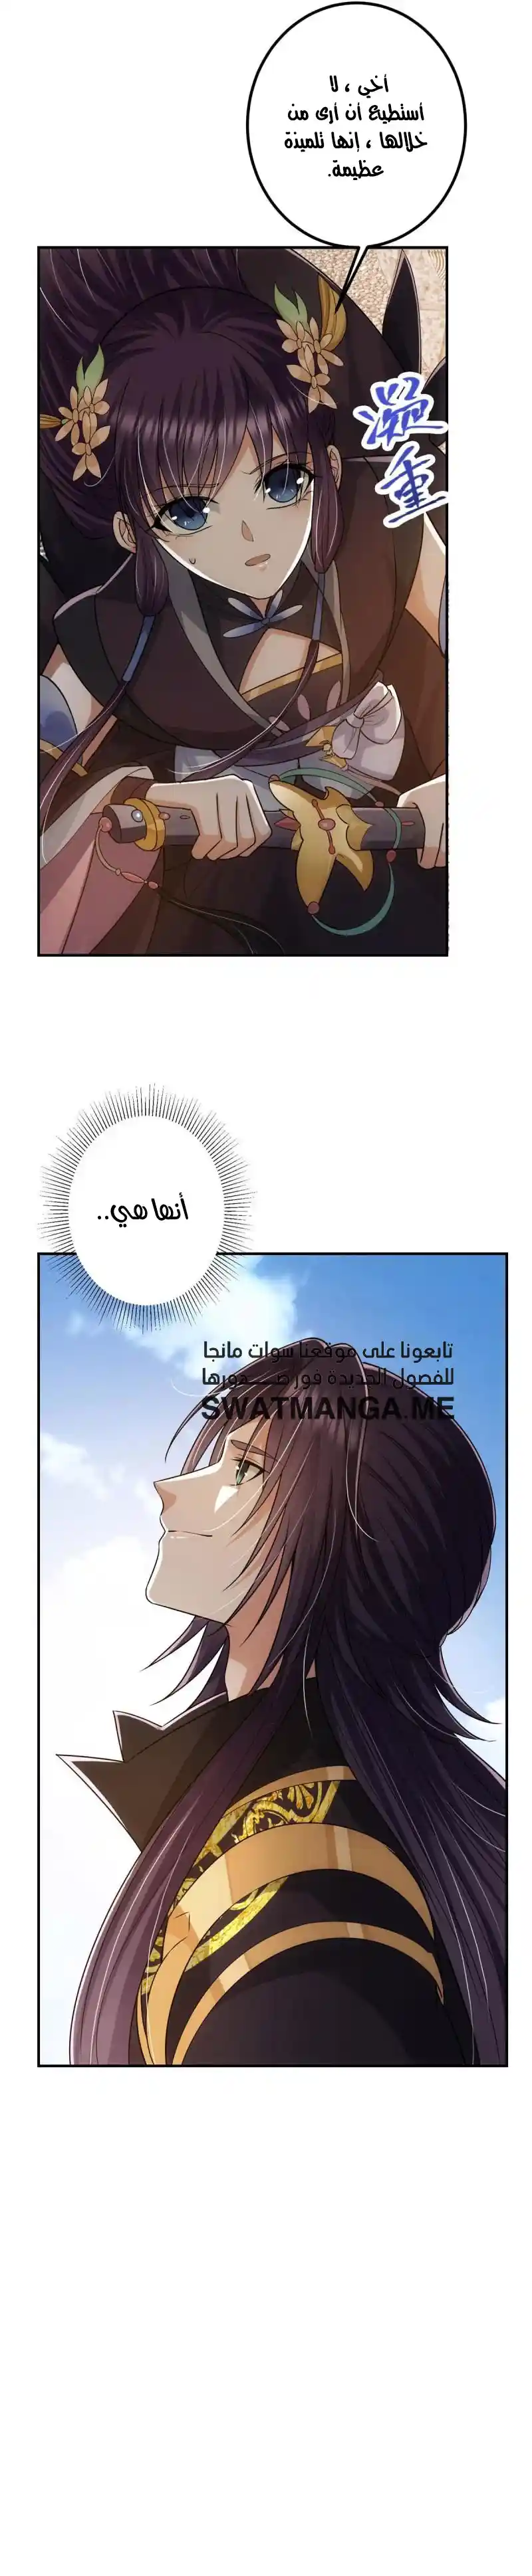 أخي ، لا
أستطيع أن أرى من
خلالها ، إنها تلميذة
عظيمة.
凝重
أنها هي..
تابعونا على موقعنا سوات مانجا
للفصول الجديدة فور صـــدورها
SWATMANGA.ME